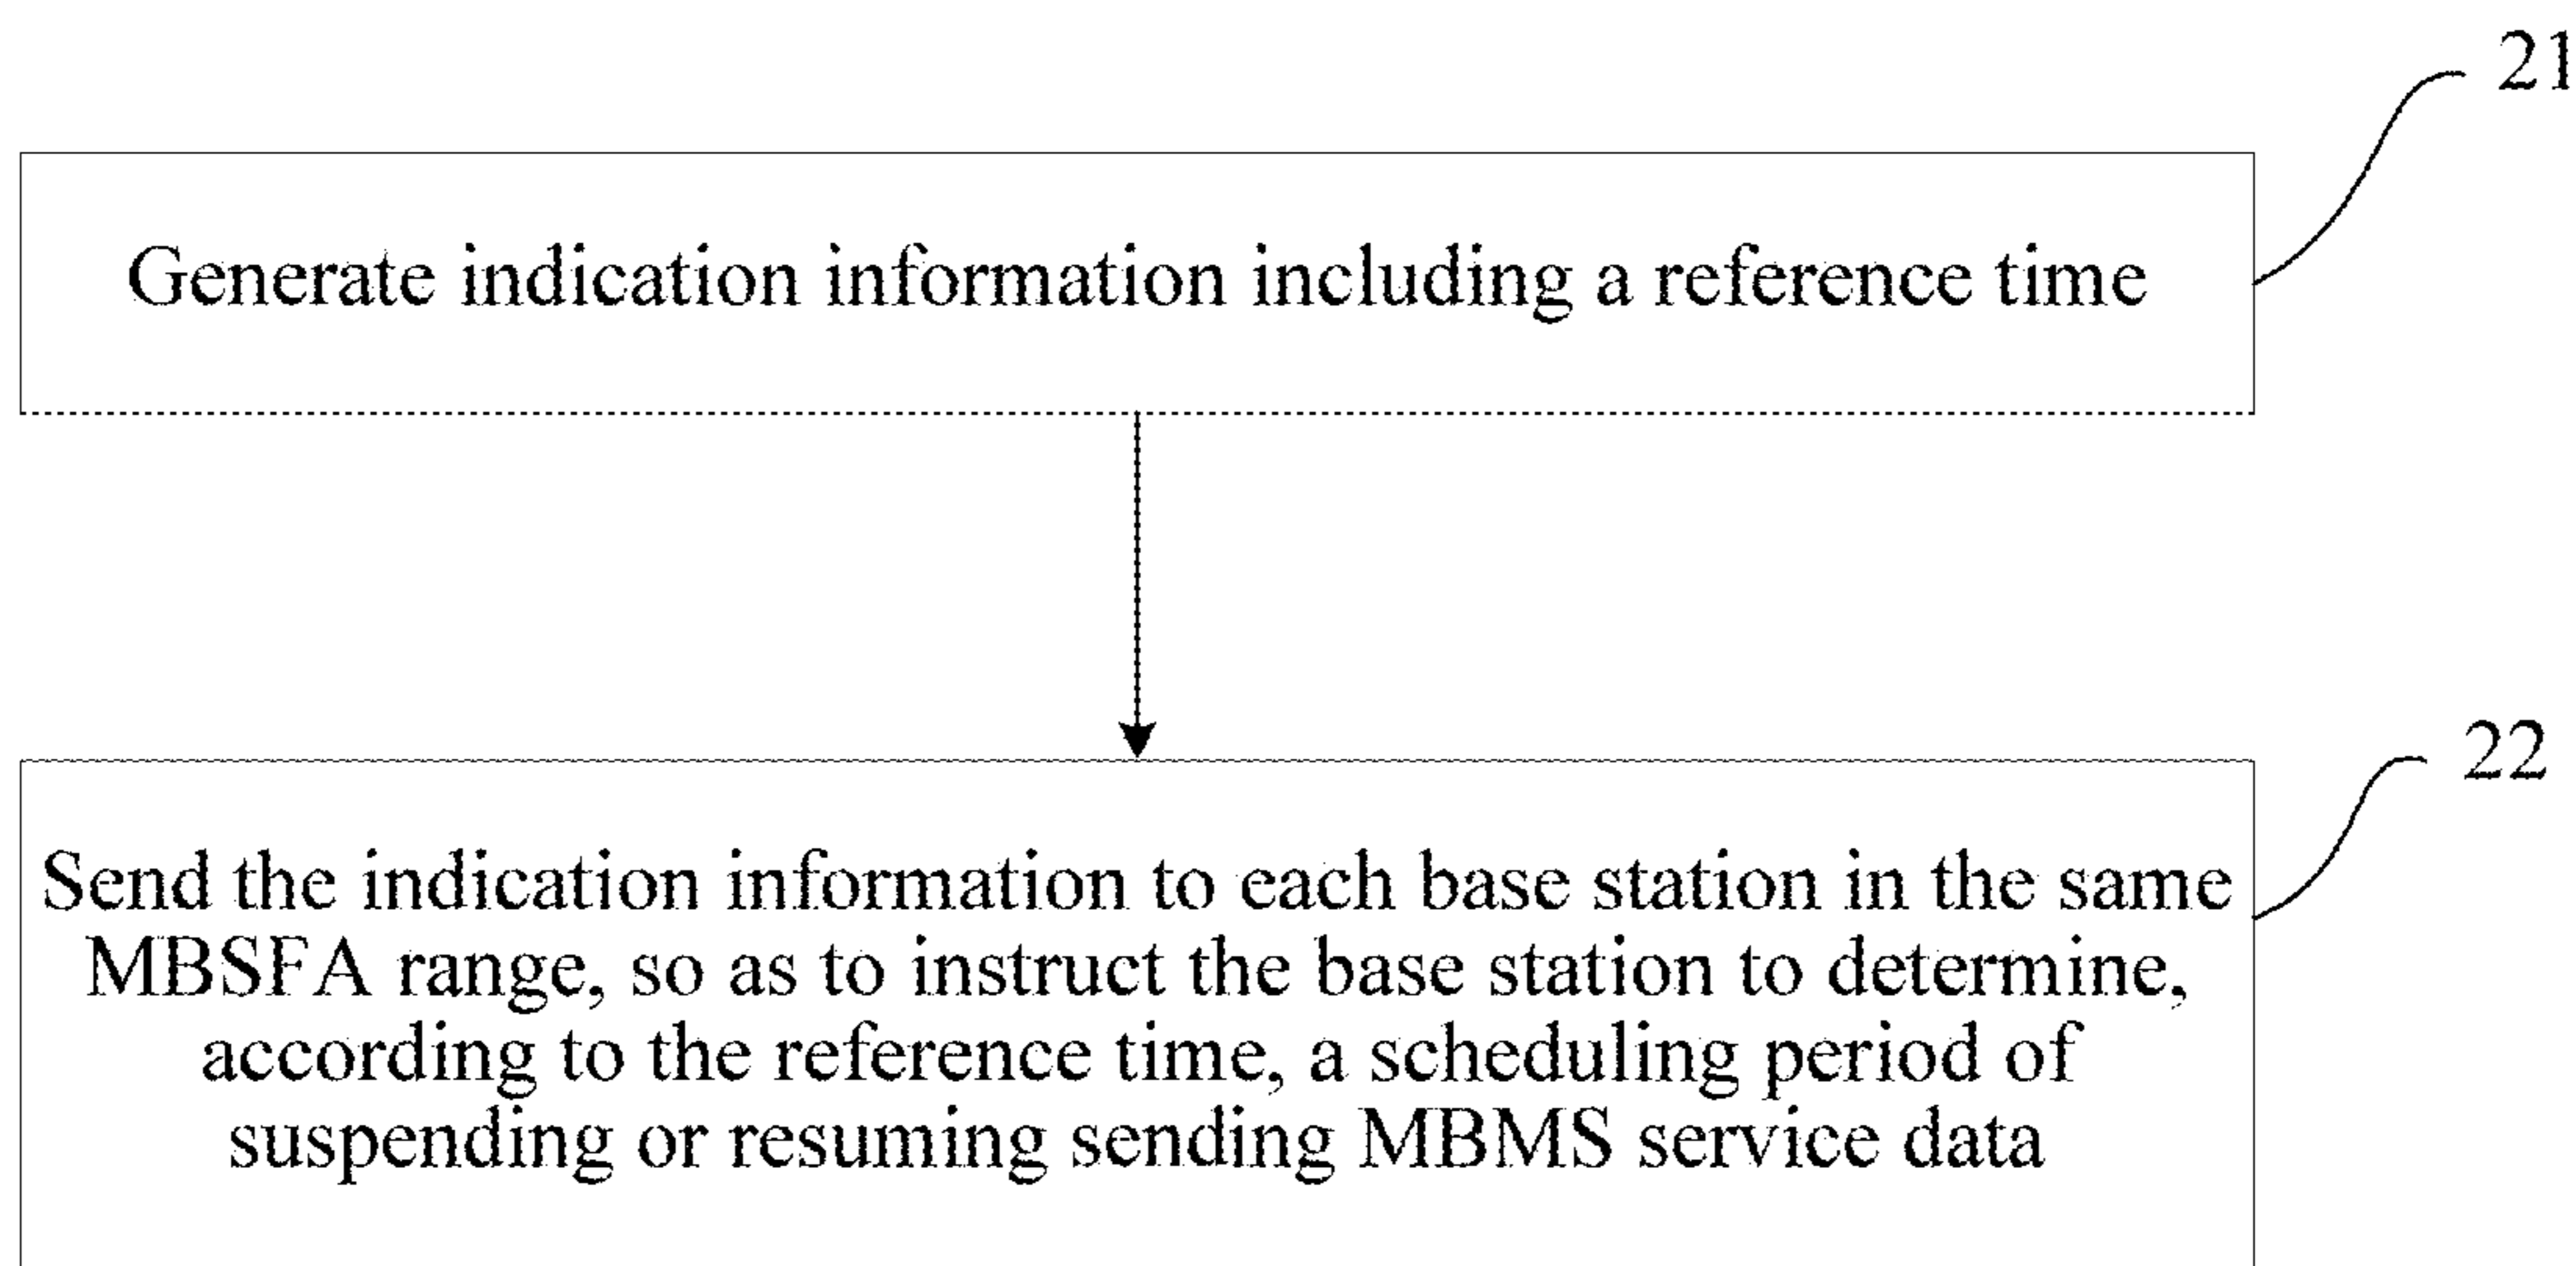 21
Generate indication information including a reference time
22
Send the indication information to each base station in the same
MBSFA range, so as to instruct the base station to determine,
according to the reference time, a scheduling period of
suspending or resuming sending MBMS service data